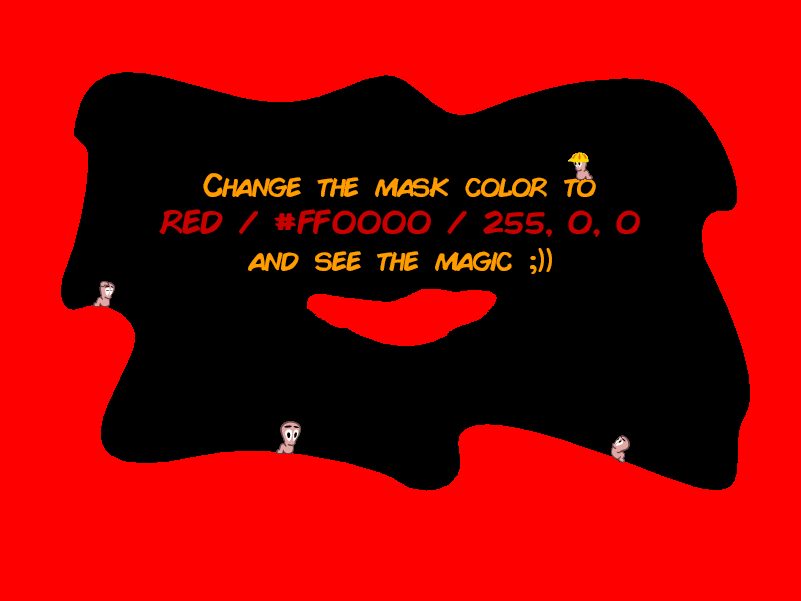 Change the mask color to
RED / #FF0000 / 255, 0, 0
and see the magic ;))